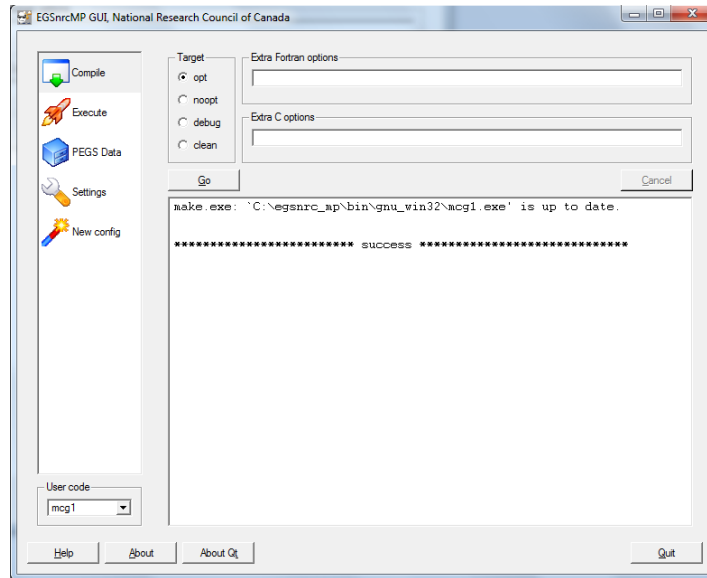 EGSnrcMP GUI, National Research Council of Canada
Compile
Execute
PEGS Data
Settings
New config
Target
opt
noopt
debug
clean
Extra Fortran options
Extra C options
Go
Cancel
make.exe: `C:\egsnrc_mp\bin\gnu_win32\mcg1.exe' is up to date.
************************* success *****************************
User code
mcg1
Help
About
About Qt
Quit